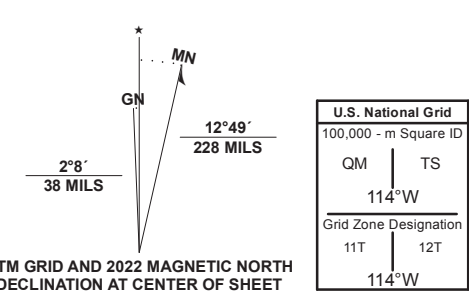 ★
MN
GN
12°49´
228 MILS
2°8´
38 MILS
TM GRID AND 2022 MAGNETIC NORTH
DECLINATION AT CENTER OF SHEET
U.S. National Grid
100,000 - m Square ID
QM TS
114°W
Grid Zone Designation
11T 12T
114°W